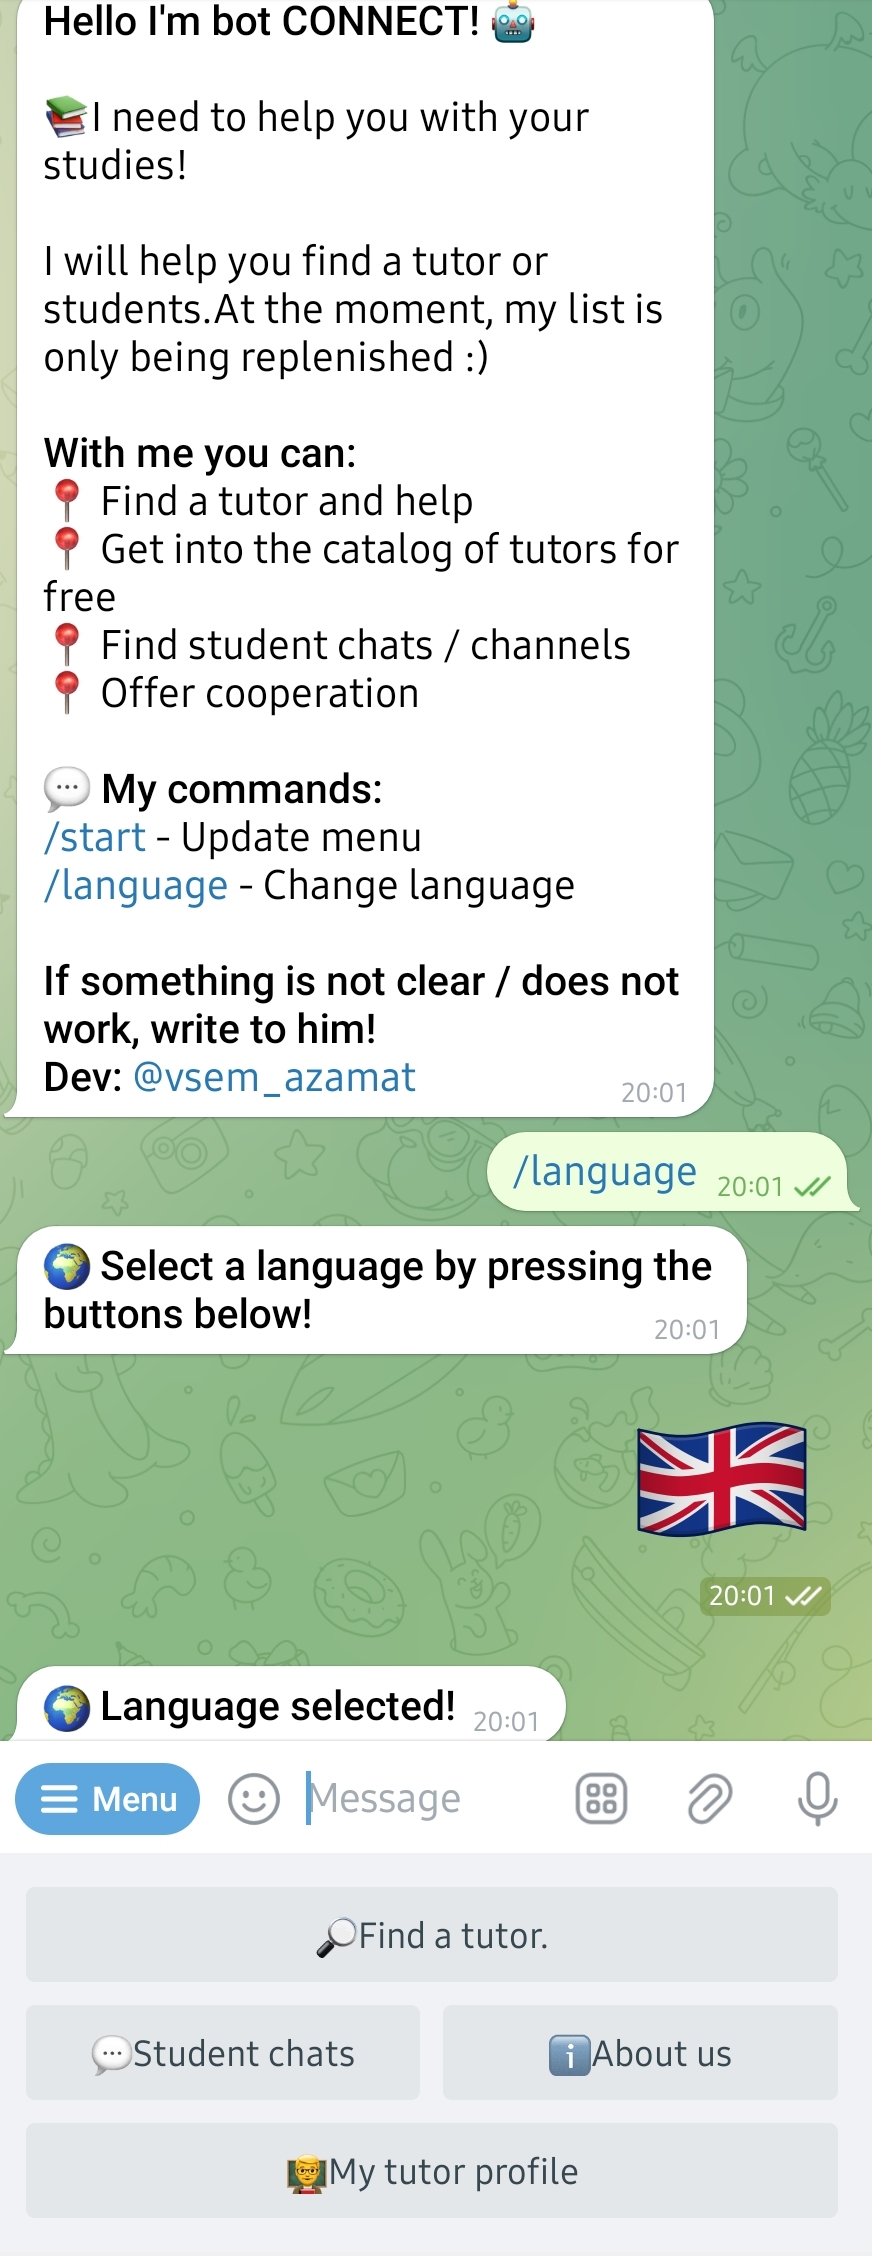 Hello I'm bot CONNECT! 🤖
📚I need to help you with your
studies!
I will help you find a tutor or
students.At the moment, my list is
only being replenished :)
With me you can:
📍 Find a tutor and help
📍 Get into the catalog of tutors for
free
📍 Find student chats / channels
📍 Offer cooperation
💬 My commands:
/start - Update menu
/language - Change language
If something is not clear / does not
work, write to him!
Dev: @vsem_azamat
20:01
/language 20:01
🌍 Select a language by pressing the
buttons below!
20:01
20:01
🌍 Language selected! 20:01
Menu
Message
🔎Find a tutor.
💬Student chats
ℹ️About us
👨‍🏫My tutor profile